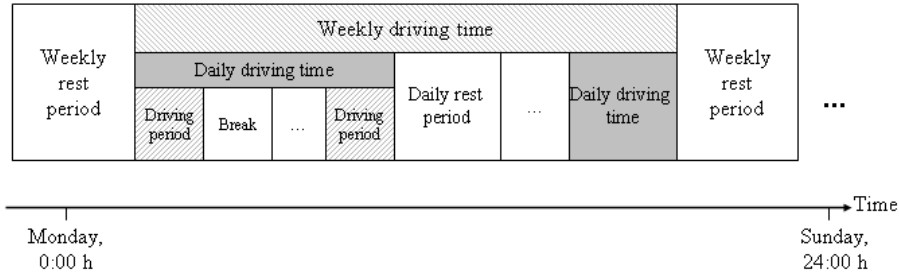 Weekly
rest
period
Weekly driving time
Daily driving time
Driving
period
Break
...
Driving
period
Daily rest
period
...
Daily driving
time
Weekly
rest
period
...
Time
Monday,
0:00 h
Sunday,
24:00 h